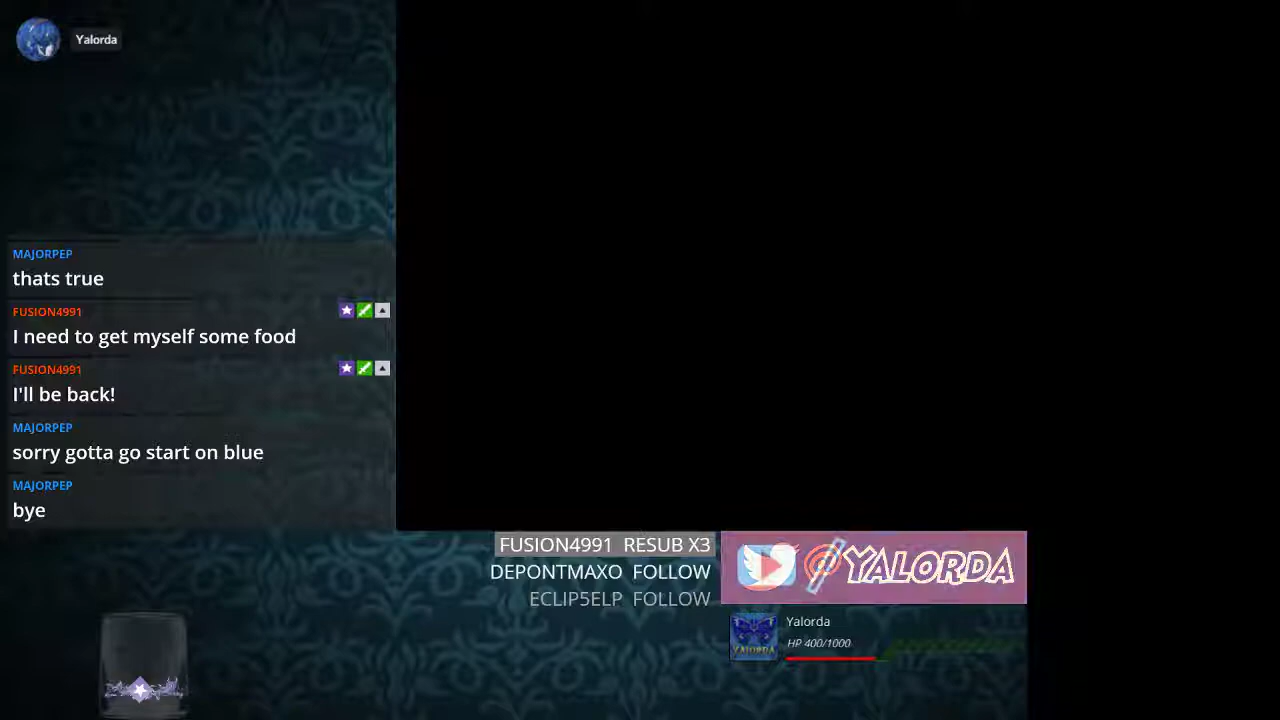 Yalorda
MAJORPEP
thats true
FUSION4991
I need to get myself some food
FUSION4991
I'll be back!
MAJORPEP
sorry gotta go start on blue
MAJORPEP
bye
FUSION4991 RESUB X3
DEPONTMAXO FOLLOW
ECLIP5ELP FOLLOW
@YALORDA
YALORDA
Yalorda
HP 400/1000